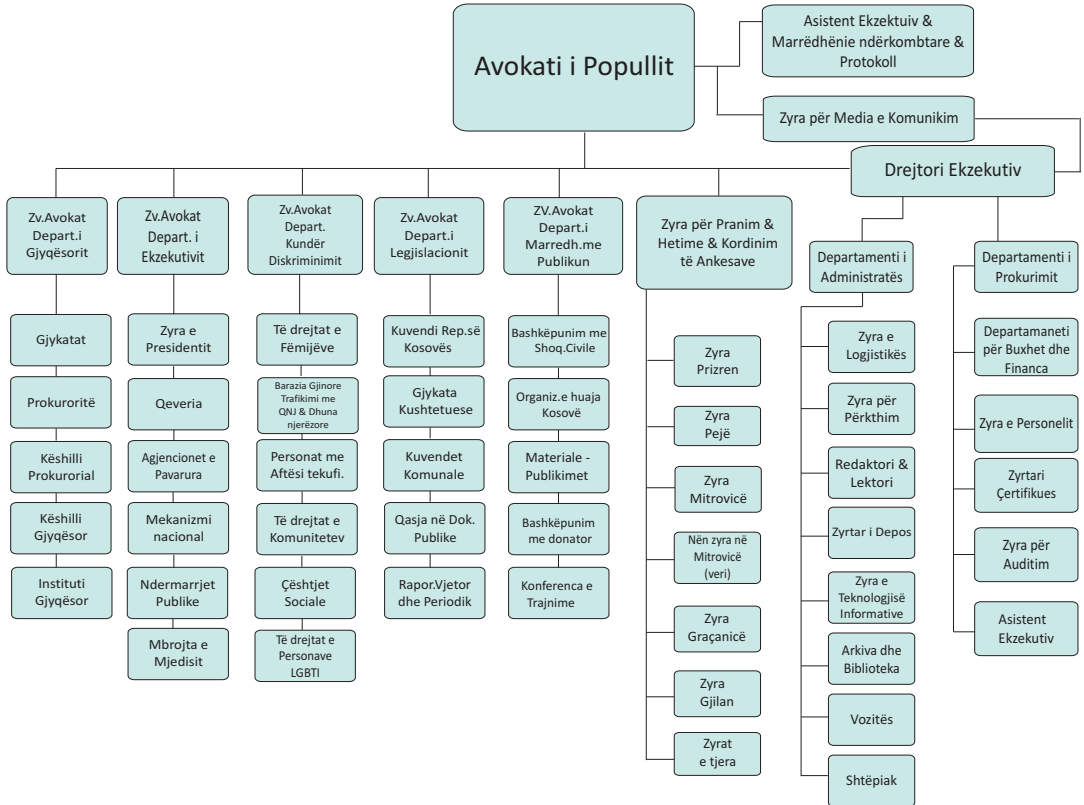 Avokati i Popullit
Asistent Ekzektuiv &
Marrëdhënie ndërkombtare &
Protokoll
Zyra për Media e Komunikim
Drejtori Ekzekutiv
Zv.Avokat
Depart.i
Gjyqësorit
Gjykatat
Prokuroritë
Këshilli
Prokurorial
Këshilli
Gjyqësor
Instituti
Gjyqësor
Zv.Avokat
Depart. i
Ekzekutivit
Zyra e
Presidentit
Qeveria
Agjencionet e
Pavarura
Mekanizmi
nacional
Ndermarrjet
Publike
Mbrojta e
Mjedisit
Zv.Avokat
Depart.
Kundër
Diskriminimit
Të drejtat e
Fëmijëve
Barazia Gjinore
Trafikimi me
QNJ & Dhuna
njerëzore
Personat me
Aftësi tekufi.
Të drejtat e
Komunitetev
Çështjet
Sociale
Të drejtat e
Personave
LGBTI
Zv.Avokat
Depart.i
Legjislacionit
Kuvendi Rep.së
Kosovës
Gjykata
Kushtetuese
Kuvendet
Komunale
Qasja në Dok.
Publike
Rapor.Vjetor
dhe Periodik
ZV.Avokat
Depart.i
Marredh.me
Publikun
Bashkëpunim me
Shoq.Civile
Organiz.e huaja
Kosovë
Materiale -
Publikimet
Bashkëpunim
me donator
Konferenca e
Trajnime
Zyra për Pranim &
Hetime & Kordinim
të Ankesave
Zyra
Prizren
Zyra
Pejë
Zyra
Mitrovicë
Nën zyra në
Mitrovicë
(veri)
Zyra
Graçanicë
Zyra
Gjilan
Zyrat
e tjera
Departamenti i
Administratës
Zyra e
Logjistikës
Zyra për
Përkthim
Redaktori &
Lektori
Zyrtar i Depos
Zyra e
Teknologjisë
Informative
Arkiva dhe
Biblioteka
Vozitës
Shtëpiak
Departamenti i
Prokurimit
Departamaneti
për Buxhet dhe
Financa
Zyra e Personelit
Zyrtari
Çertifikues
Zyra për
Auditim
Asistent
Ekzekutiv